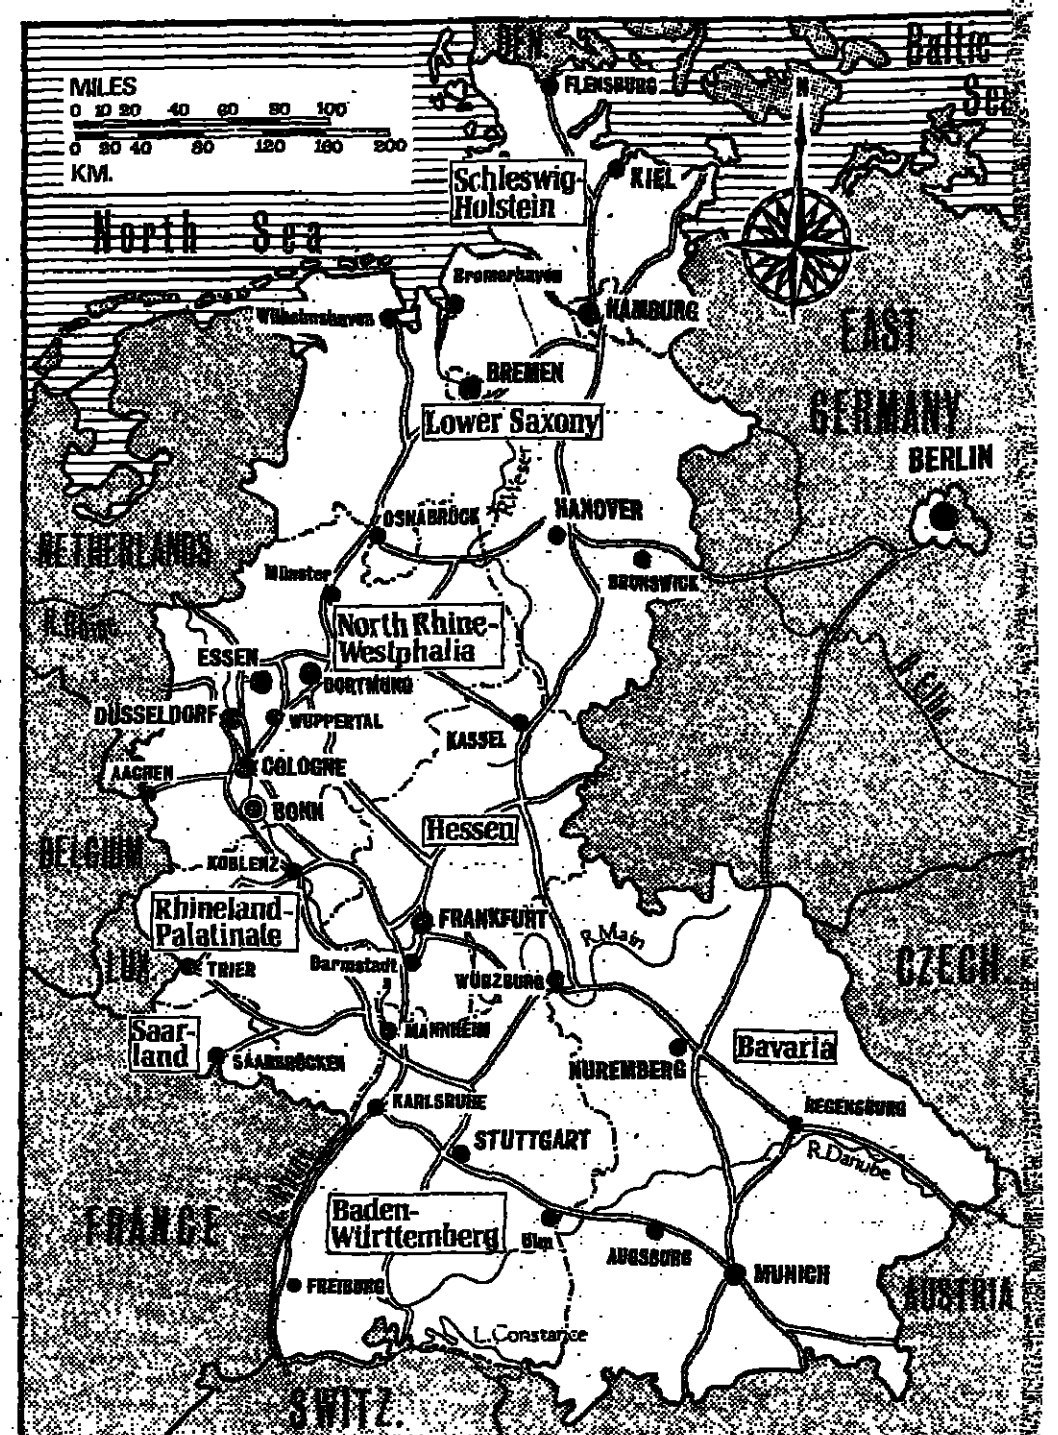 DEN.
Baltic
Sea
MILES
0 10 20 40 60 80 100
0 20 40 80 120 160 200
KM.
FLENSBURG
N
Schleswig-
Holstein
KIEL
North Sea
Bremerhaven
Wilhelmshaven
HAMBURG
EAST
GERMANY
BREMEN
Lower Saxony
BERLIN
OSNABRÜCK
HANOVER
NETHERLANDS
Münster
BRUNSWICK
North Rhine-
Westphalia
ESSEN
DORTMUND
DÜSSELDORF
WUPPERTAL
KASSEL
AACHEN
COLOGNE
BONN
Hessen
BELGIUM
KOBLENZ
Rhineland-
Palatinate
FRANKFURT
R.Main
LUX.
TRIER
Darmstadt
WÜRZBURG
CZECH.
Saar-
land
MANNHEIM
SAARBRÜCKEN
NUREMBERG
Bavaria
KARLSRUHE
REGENSBURG
STUTTGART
R.Danube
FRANCE
Baden-
Württemberg
Ulm
AUGSBURG
FREIBURG
MUNICH
AUSTRIA
L.Constance
SWITZ.